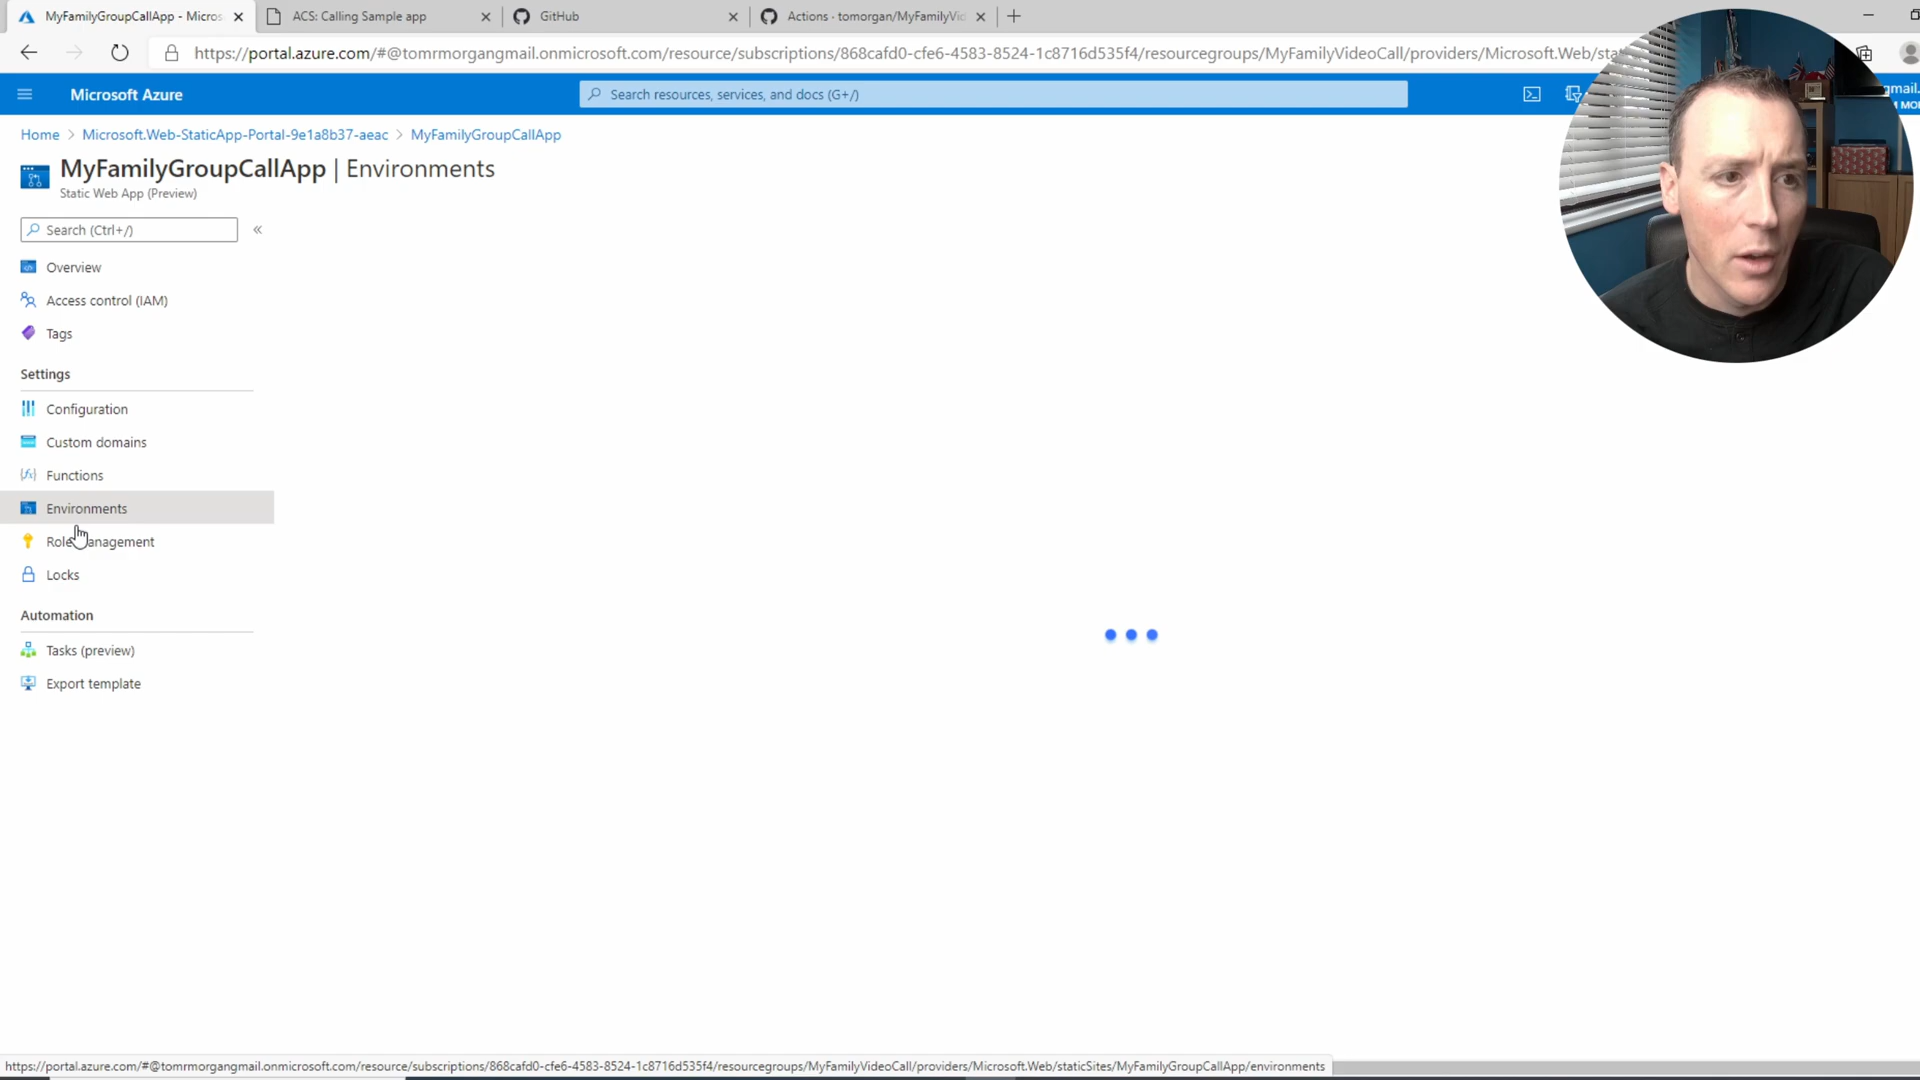 MyFamilyGroupCallApp - Micros
ACS: Calling Sample app
GitHub
Actions · tomorgan/MyFamilyVi
https://portal.azure.com/#@tomrmorgangmail.onmicrosoft.com/resource/subscriptions/868cafd0-cfe6-4583-8524-1c8716d535f4/resourcegroups/MyFamilyVideoCall/providers/Microsoft.Web/sta
Microsoft Azure
Search resources, services, and docs (G+/)
gmail.
Home > Microsoft.Web-StaticApp-Portal-9e1a8b37-aeac > MyFamilyGroupCallApp
MyFamilyGroupCallApp | Environments
Static Web App (Preview)
Search (Ctrl+/)
Overview
Access control (IAM)
Tags
Settings
Configuration
Custom domains
Functions
Environments
Role management
Locks
Automation
Tasks (preview)
Export template
https://portal.azure.com/#@tomrmorgangmail.onmicrosoft.com/resource/subscriptions/868cafd0-cfe6-4583-8524-1c8716d535f4/resourcegroups/MyFamilyVideoCall/providers/Microsoft.Web/staticSites/MyFamilyGroupCallApp/environments